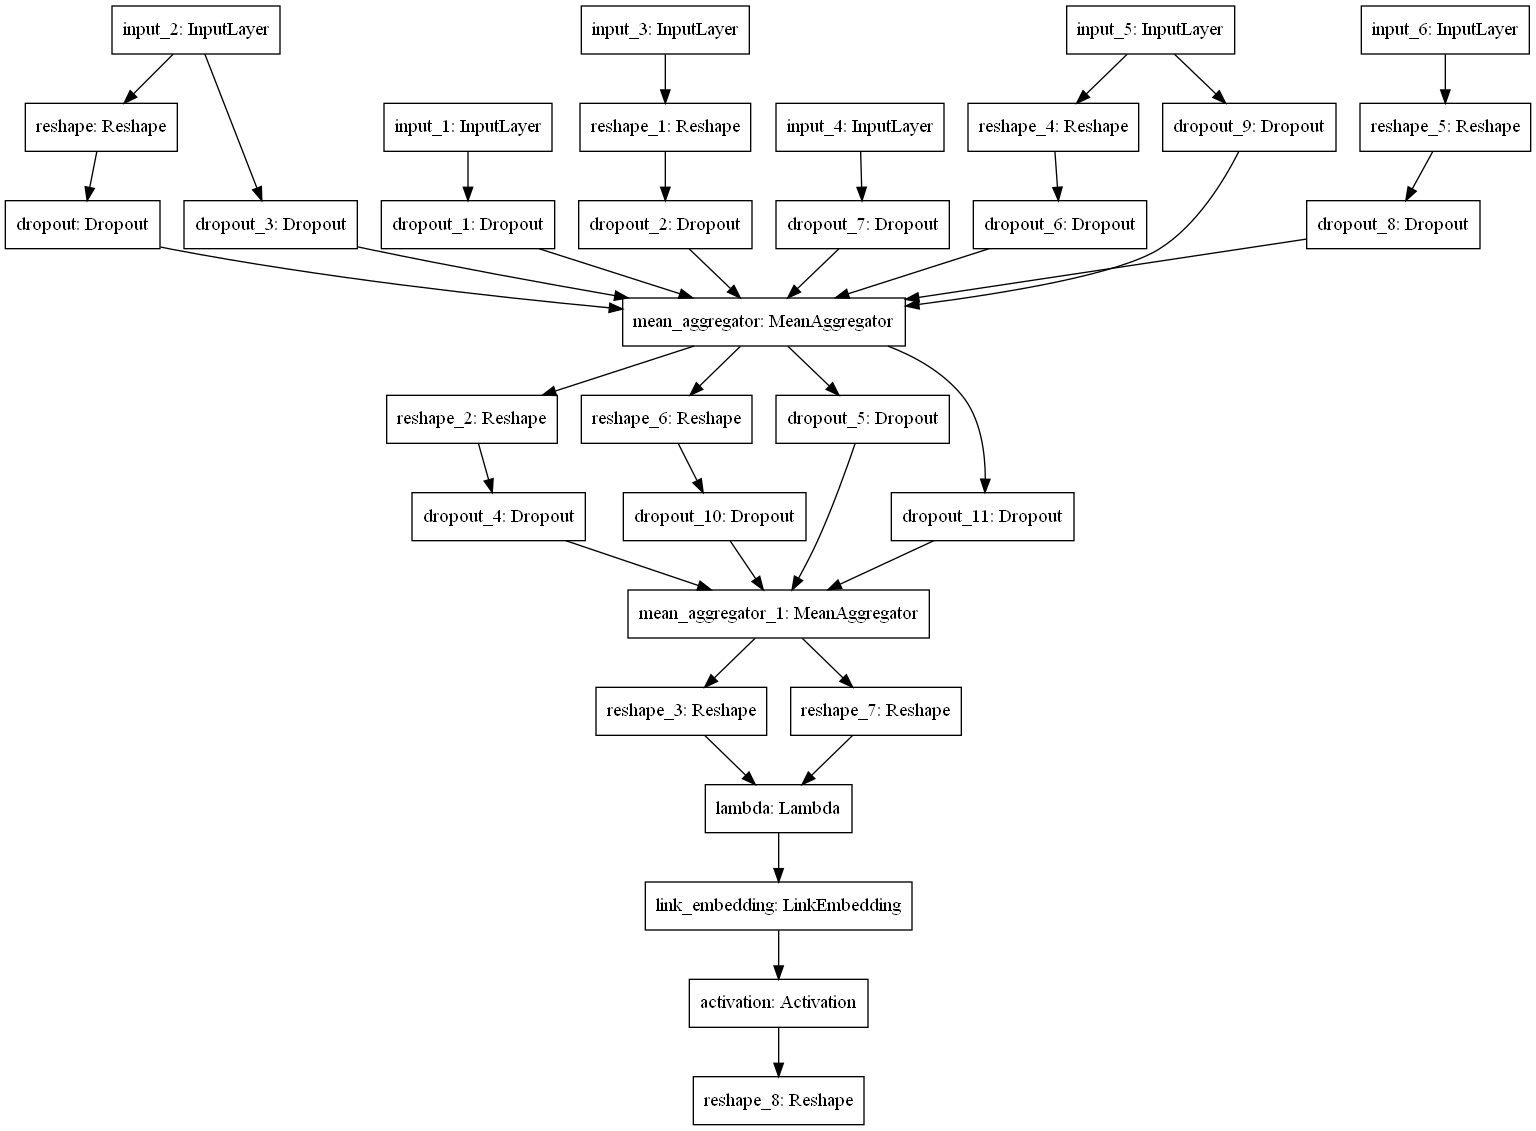 input_2: InputLayer
input_3: InputLayer
input_5: InputLayer
input_6: InputLayer
reshape: Reshape
input_1: InputLayer
reshape_1: Reshape
input_4: InputLayer
reshape_4: Reshape
dropout_9: Dropout
reshape_5: Reshape
dropout: Dropout
dropout_3: Dropout
dropout_1: Dropout
dropout_2: Dropout
dropout_7: Dropout
dropout_6: Dropout
dropout_8: Dropout
mean_aggregator: MeanAggregator
reshape_2: Reshape
reshape_6: Reshape
dropout_5: Dropout
dropout_4: Dropout
dropout_10: Dropout
dropout_11: Dropout
mean_aggregator_1: MeanAggregator
reshape_3: Reshape
reshape_7: Reshape
lambda: Lambda
link_embedding: LinkEmbedding
activation: Activation
reshape_8: Reshape